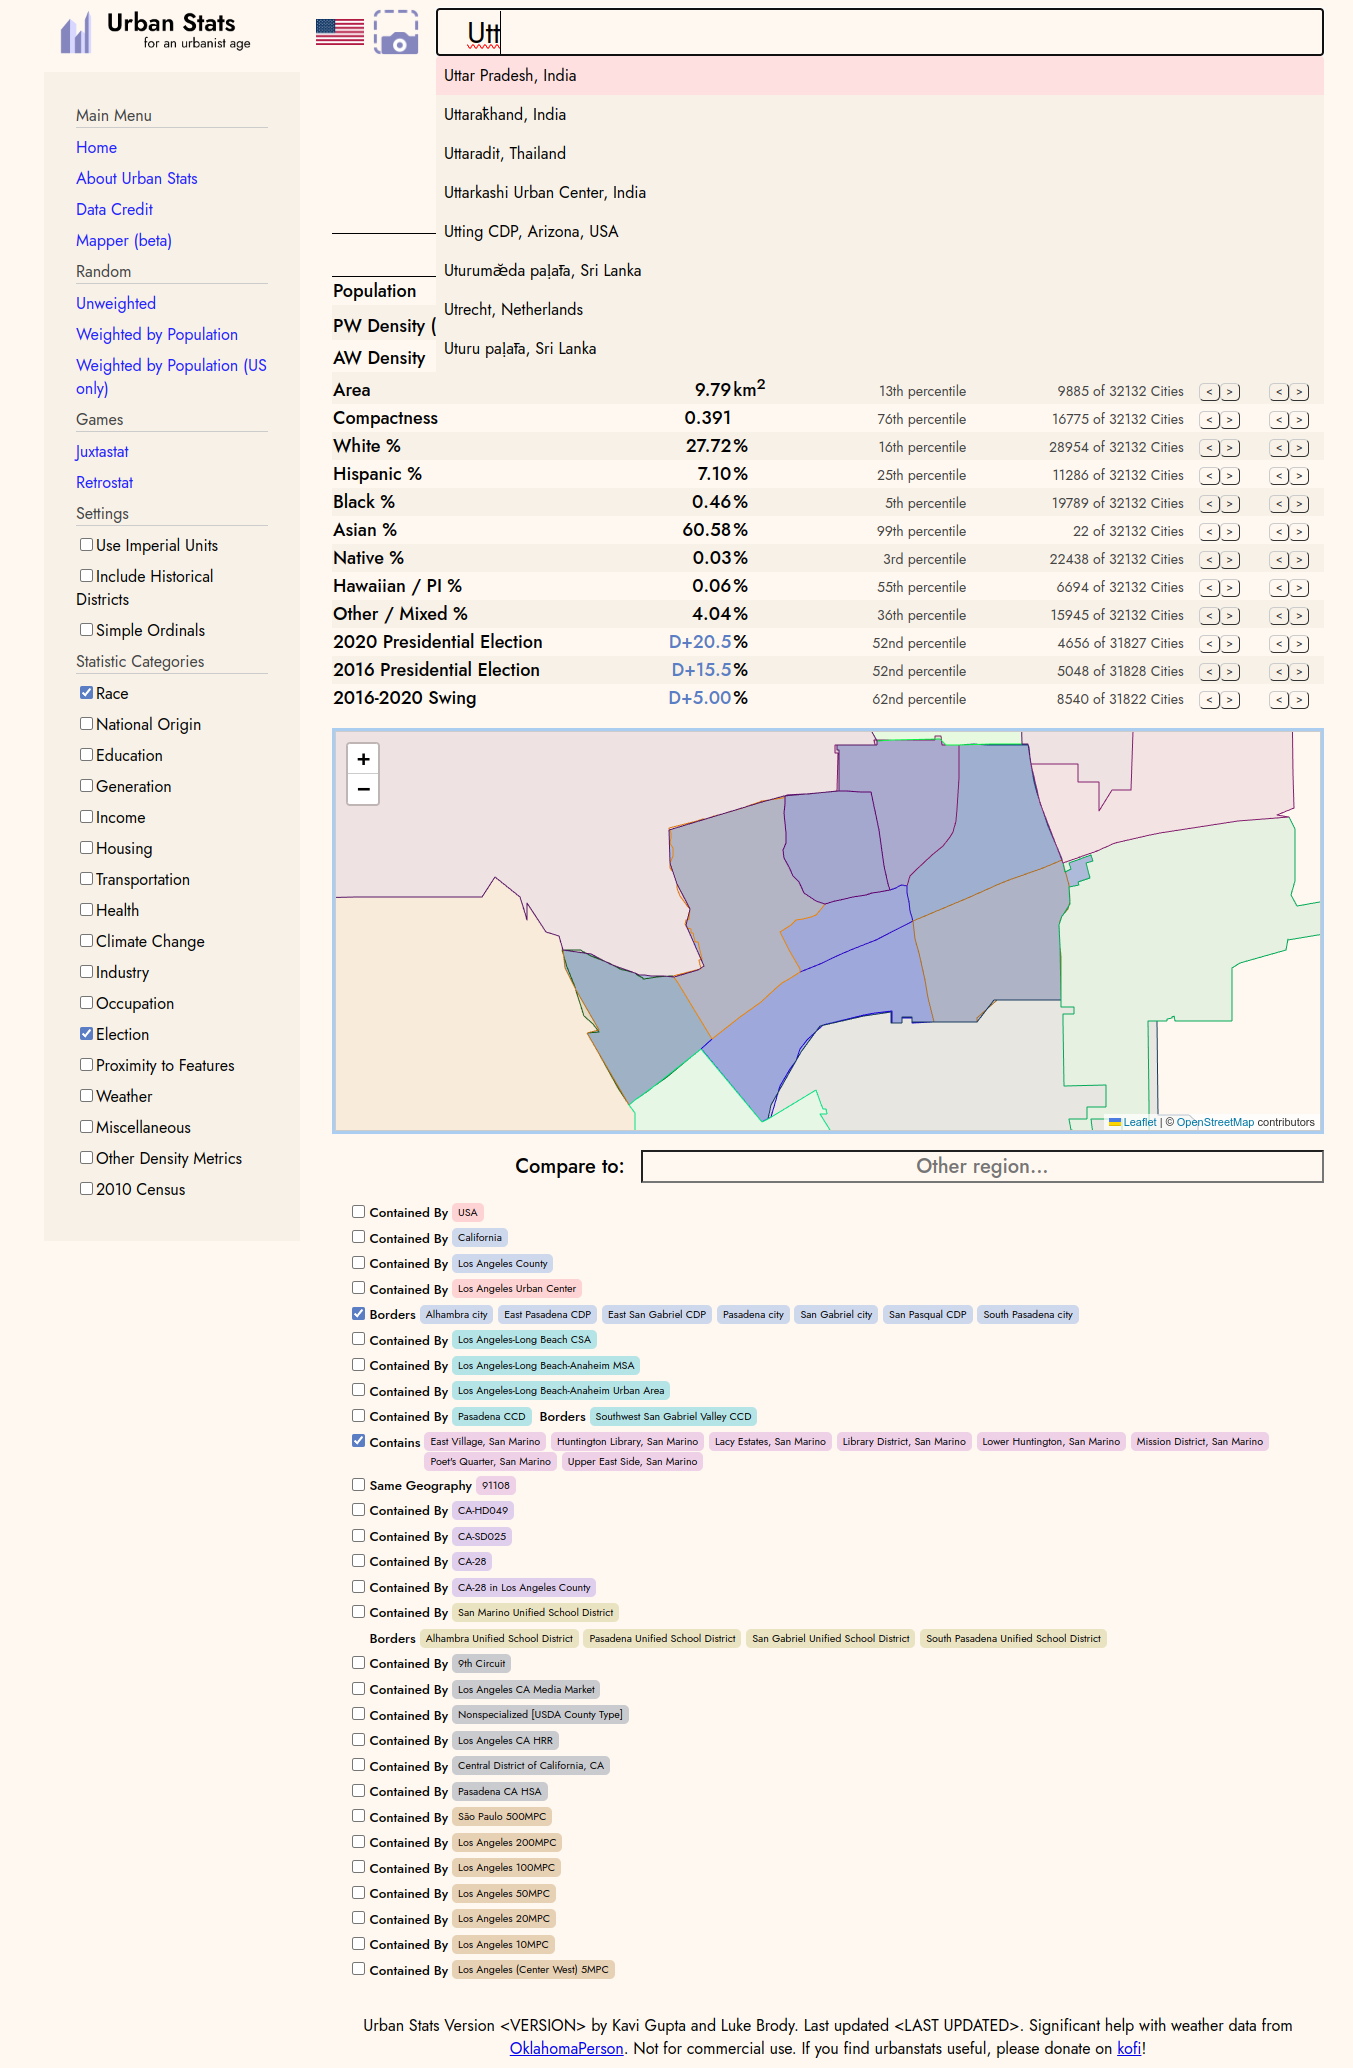 Urban Stats
for an urbanist age
Utt
Uttar Pradesh, India
Uttarākhand, India
Uttaradit, Thailand
Uttarkashi Urban Center, India
Utting CDP, Arizona, USA
Uturumæ̆da paḷāta, Sri Lanka
Utrecht, Netherlands
Uturu paḷāta, Sri Lanka
Main Menu
Home
About Urban Stats
Data Credit
Mapper (beta)
Random
Unweighted
Weighted by Population
Weighted by Population (US
only)
Games
Juxtastat
Retrostat
Settings
Use Imperial Units
Include Historical
Districts
Simple Ordinals
Statistic Categories
Race
National Origin
Education
Generation
Income
Housing
Transportation
Health
Climate Change
Industry
Occupation
Election
Proximity to Features
Weather
Miscellaneous
Other Density Metrics
2010 Census
Population
PW Density (
AW Density
Area 9.79 km² 13th percentile 9885 of 32132 Cities < > < >
Compactness 0.391 76th percentile 16775 of 32132 Cities < > < >
White % 27.72% 16th percentile 28954 of 32132 Cities < > < >
Hispanic % 7.10% 25th percentile 11286 of 32132 Cities < > < >
Black % 0.46% 5th percentile 19789 of 32132 Cities < > < >
Asian % 60.58% 99th percentile 22 of 32132 Cities < > < >
Native % 0.03% 3rd percentile 22438 of 32132 Cities < > < >
Hawaiian / PI % 0.06% 55th percentile 6694 of 32132 Cities < > < >
Other / Mixed % 4.04% 36th percentile 15945 of 32132 Cities < > < >
2020 Presidential Election D+20.5% 52nd percentile 4656 of 31827 Cities < > < >
2016 Presidential Election D+15.5% 52nd percentile 5048 of 31828 Cities < > < >
2016-2020 Swing D+5.00% 62nd percentile 8540 of 31822 Cities < > < >
+
−
Leaflet | © OpenStreetMap contributors
Compare to: Other region...
Contained By USA
Contained By California
Contained By Los Angeles County
Contained By Los Angeles Urban Center
Borders Alhambra city East Pasadena CDP East San Gabriel CDP Pasadena city San Gabriel city San Pasqual CDP South Pasadena city
Contained By Los Angeles-Long Beach CSA
Contained By Los Angeles-Long Beach-Anaheim MSA
Contained By Los Angeles-Long Beach-Anaheim Urban Area
Contained By Pasadena CCD Borders Southwest San Gabriel Valley CCD
Contains East Village, San Marino Huntington Library, San Marino Lacy Estates, San Marino Library District, San Marino Lower Huntington, San Marino Mission District, San Marino
Poet's Quarter, San Marino Upper East Side, San Marino
Same Geography 91108
Contained By CA-HD049
Contained By CA-SD025
Contained By CA-28
Contained By CA-28 in Los Angeles County
Contained By San Marino Unified School District
Borders Alhambra Unified School District Pasadena Unified School District San Gabriel Unified School District South Pasadena Unified School District
Contained By 9th Circuit
Contained By Los Angeles CA Media Market
Contained By Nonspecialized [USDA County Type]
Contained By Los Angeles CA HRR
Contained By Central District of California, CA
Contained By Pasadena CA HSA
Contained By São Paulo 500MPC
Contained By Los Angeles 200MPC
Contained By Los Angeles 100MPC
Contained By Los Angeles 50MPC
Contained By Los Angeles 20MPC
Contained By Los Angeles 10MPC
Contained By Los Angeles (Center West) 5MPC
Urban Stats Version <VERSION> by Kavi Gupta and Luke Brody. Last updated <LAST UPDATED>. Significant help with weather data from
OklahomaPerson. Not for commercial use. If you find urbanstats useful, please donate on kofi!